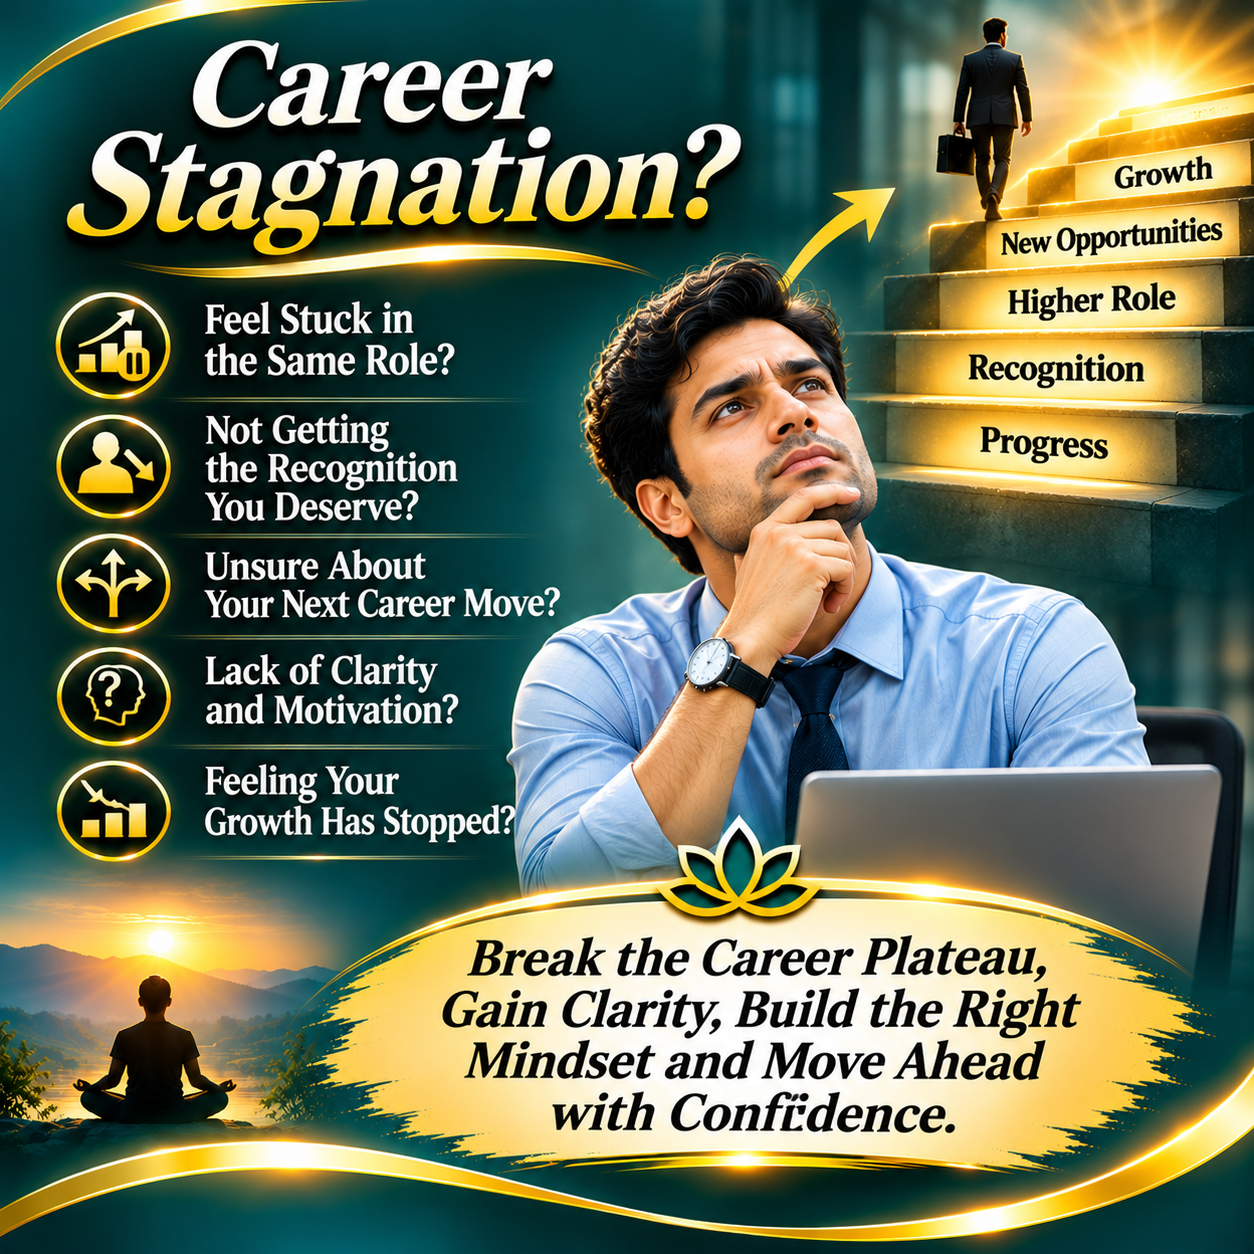 Career
Stagnation?
Feel Stuck in
the Same Role?
Not Getting
the Recognition
You Deserve?
Unsure About
Your Next Career Move?
Lack of Clarity
and Motivation?
Feeling Your
Growth Has Stopped?
Growth
New Opportunities
Higher Role
Recognition
Progress
Break the Career Plateau,
Gain Clarity, Build the Right
Mindset and Move Ahead
with Confïdence.